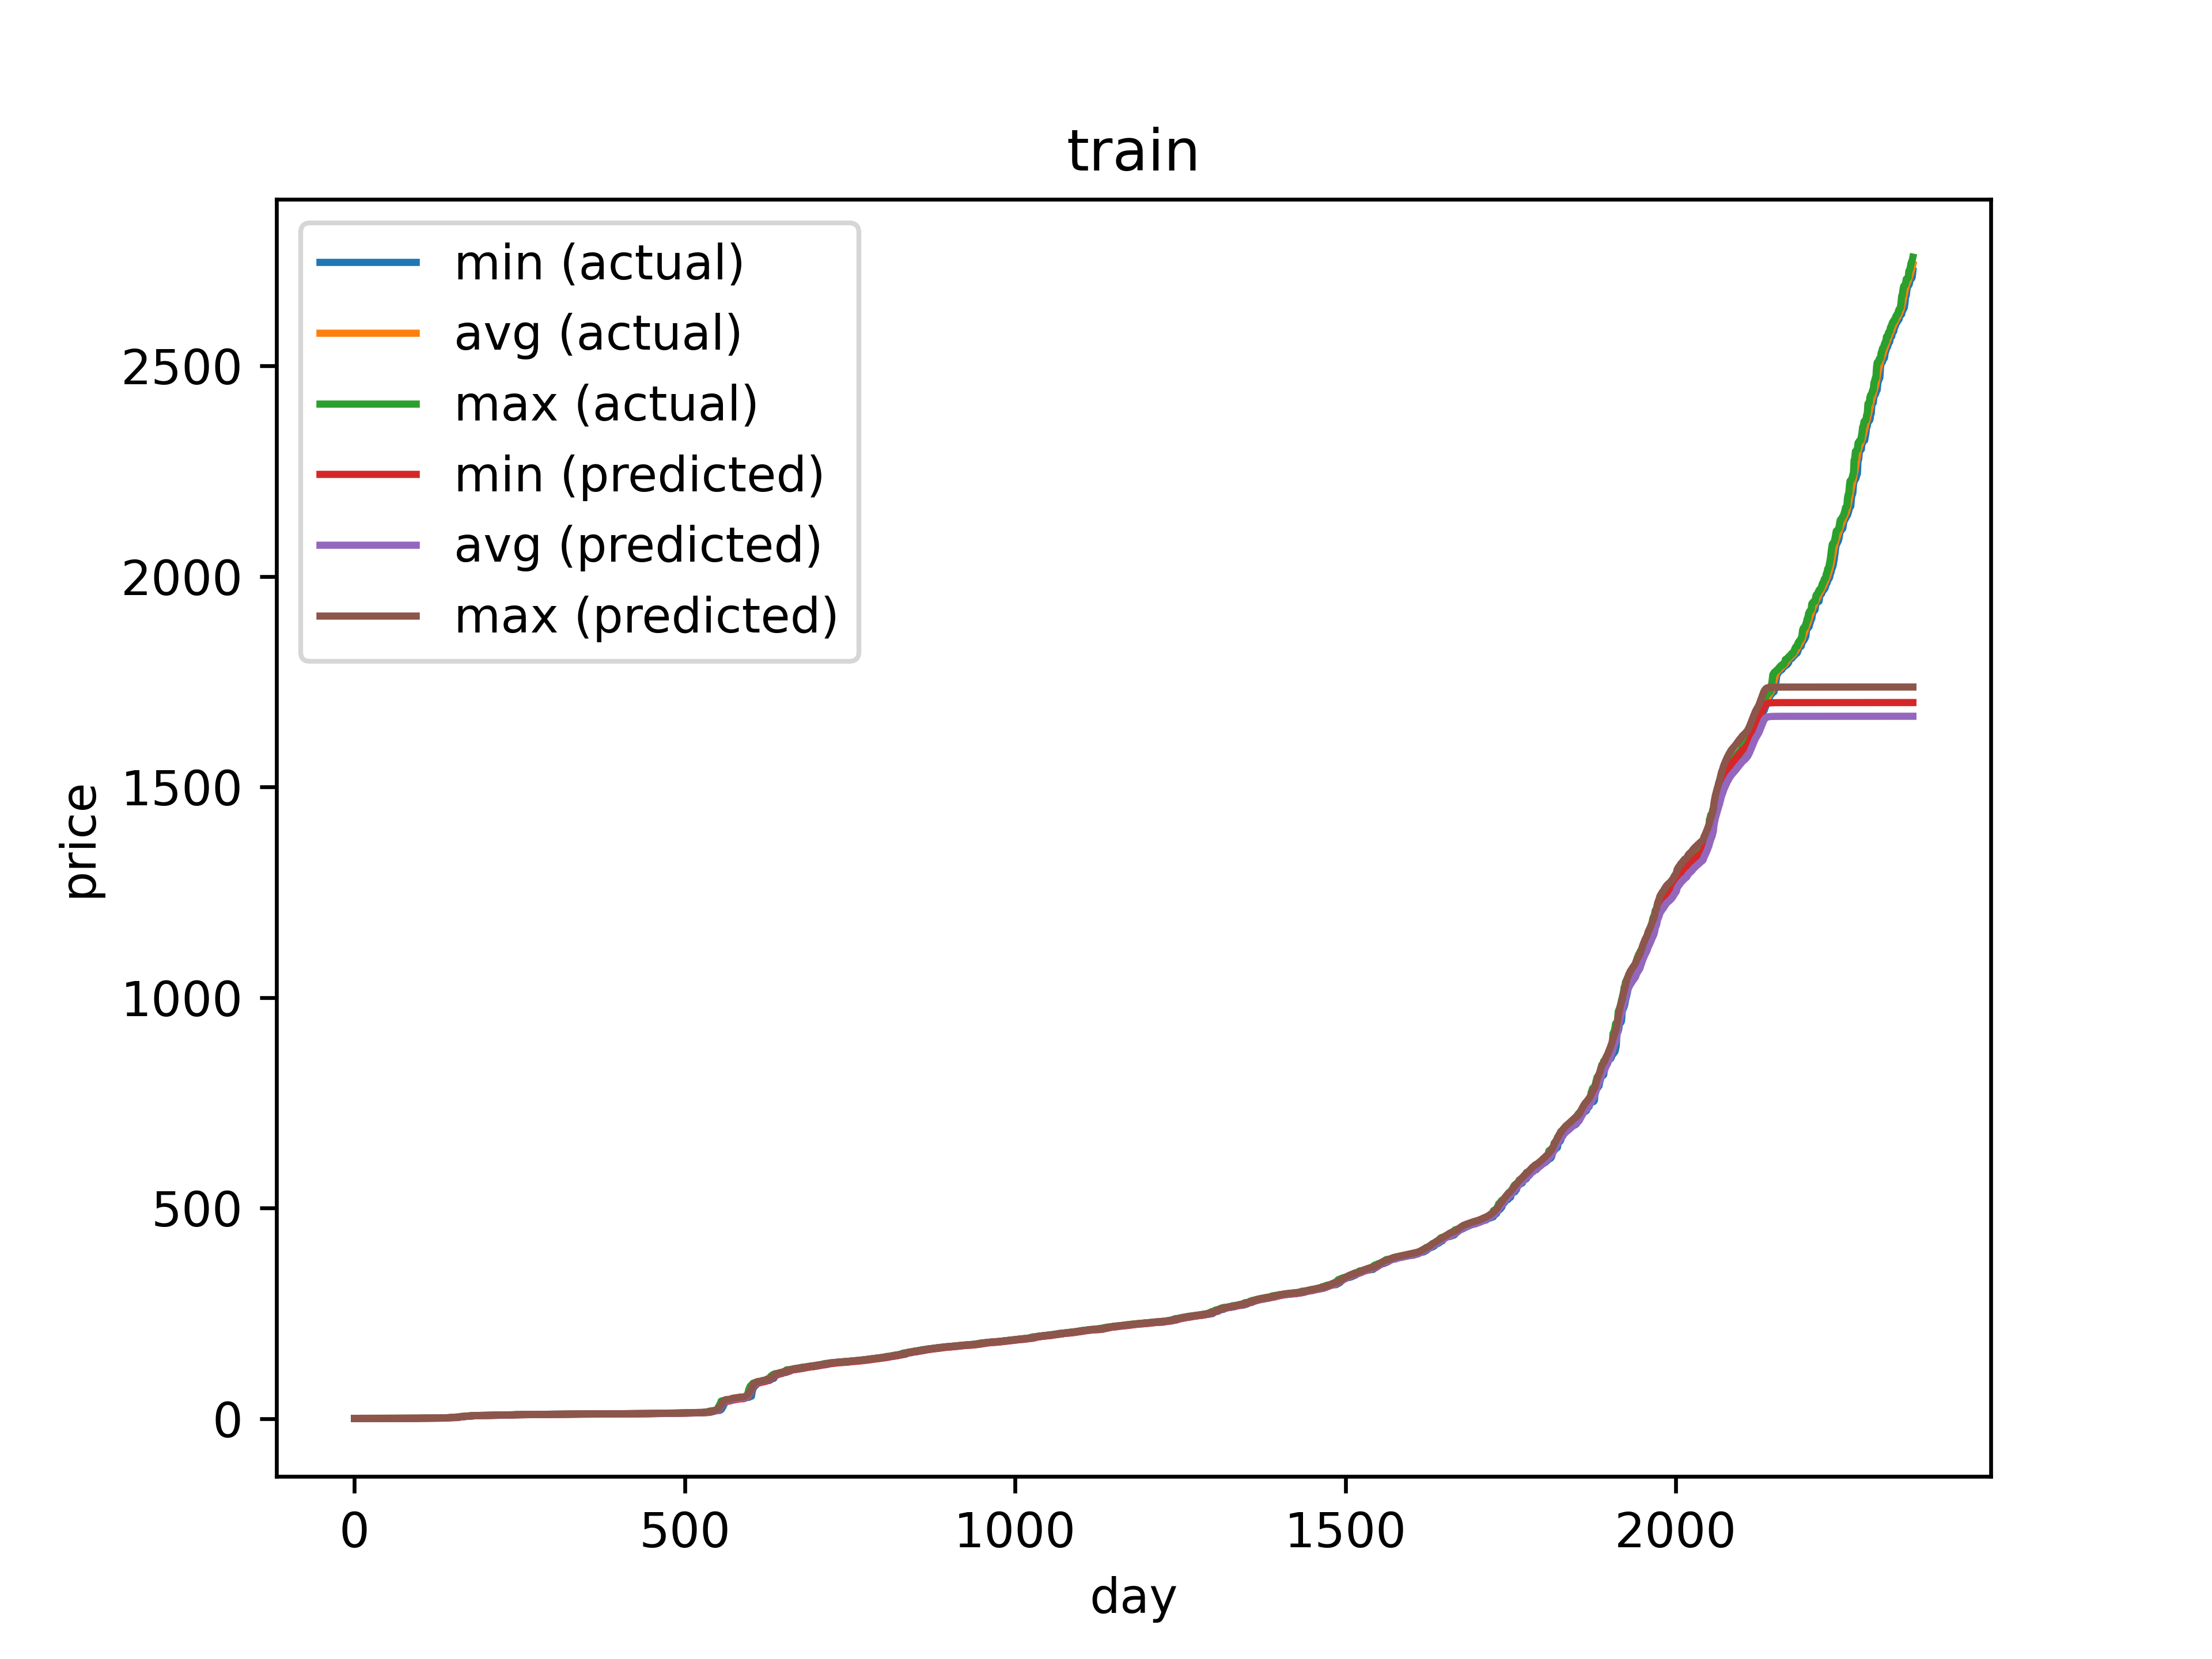 train
min (actual)
avg (actual)
max (actual)
min (predicted)
avg (predicted)
max (predicted)
2500
2000
1500
1000
500
0
price
0 500 1000 1500 2000
day